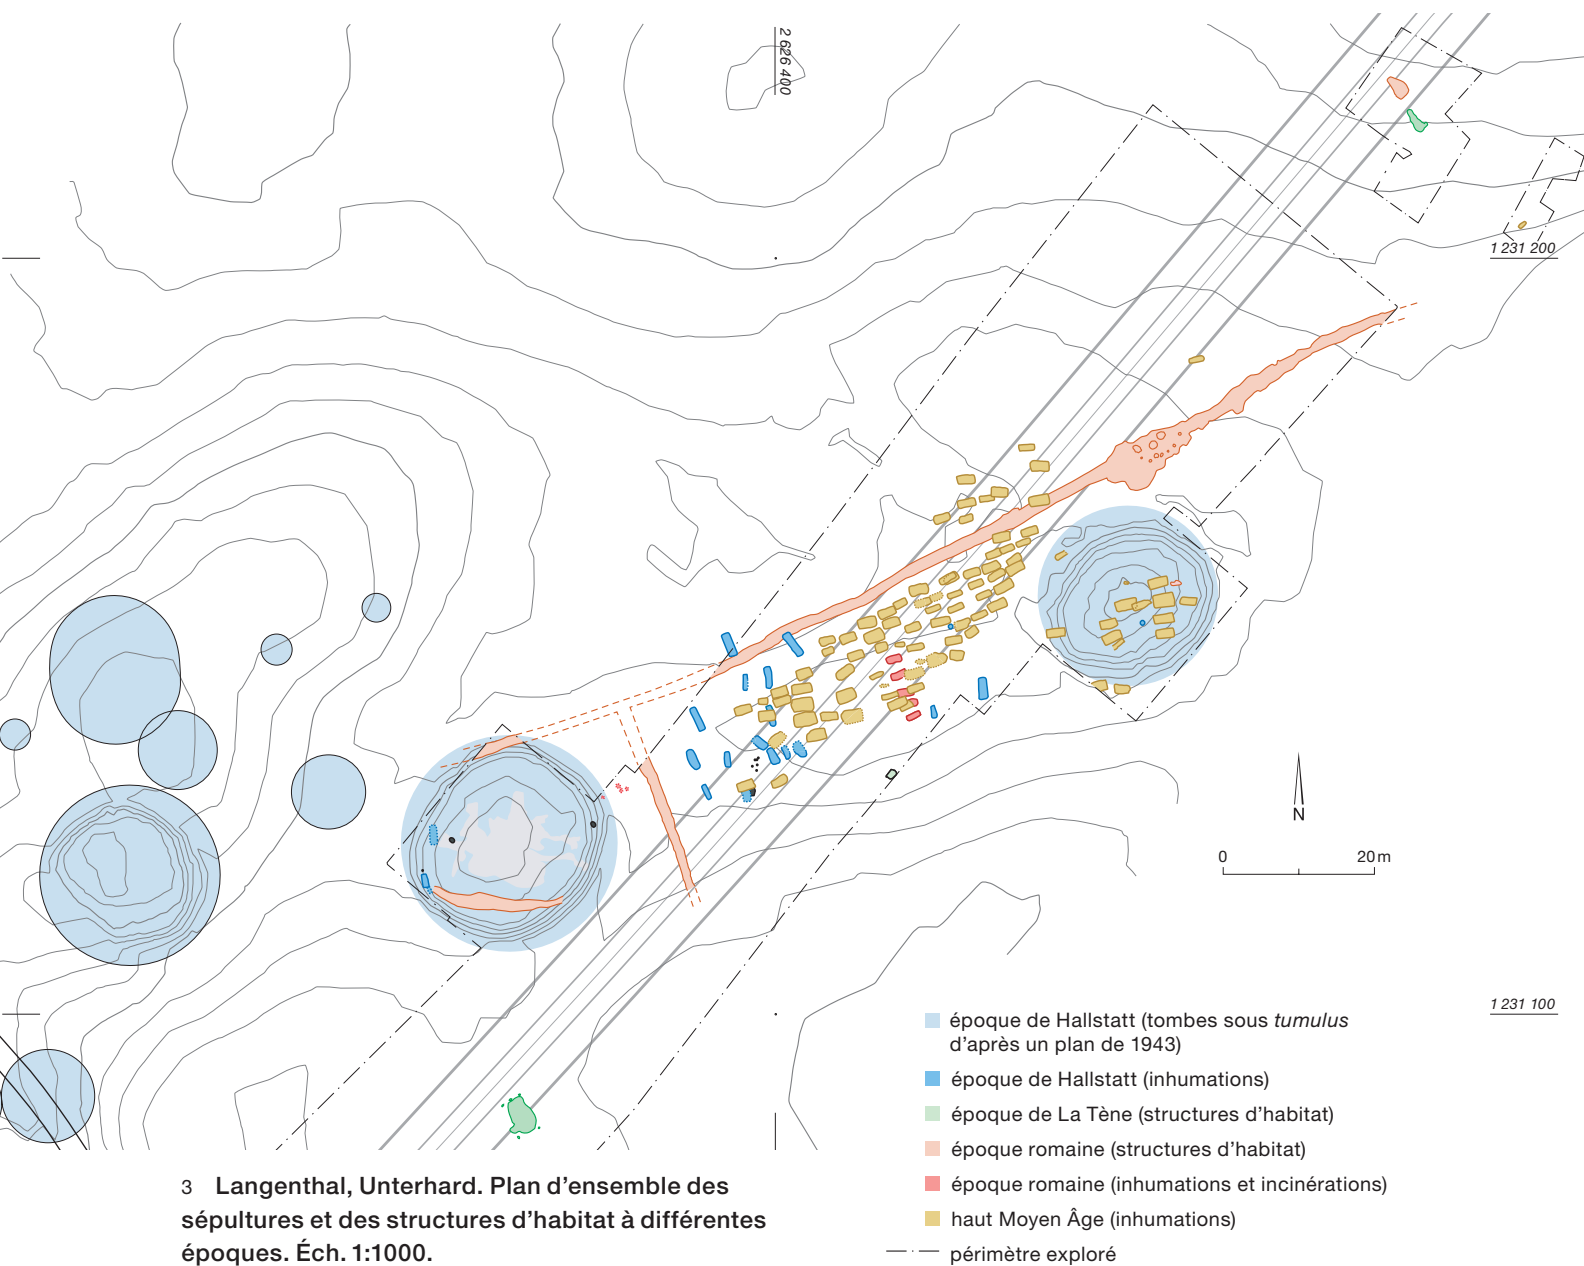 2 626 400
1 231 200
N
0 20 m
1 231 100
époque de Hallstatt (tombes sous tumulus
d'après un plan de 1943)
époque de Hallstatt (inhumations)
époque de La Tène (structures d'habitat)
époque romaine (structures d'habitat)
époque romaine (inhumations et incinérations)
haut Moyen Âge (inhumations)
périmètre exploré
3 Langenthal, Unterhard. Plan d'ensemble des
sépultures et des structures d'habitat à différentes
époques. Éch. 1:1000.